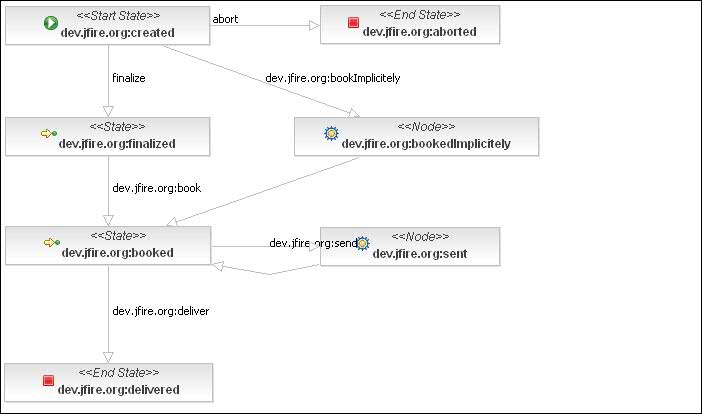 <<Start State>>
dev.jfire.org:created
abort
<<End State>>
dev.jfire.org:aborted
finalize
dev.jfire.org:bookImplicitely
<<State>>
dev.jfire.org:finalized
<<Node>>
dev.jfire.org:bookedImplicitely
dev.jfire.org:book
<<State>>
dev.jfire.org:booked
dev.jfire.org:send
<<Node>>
dev.jfire.org:sent
dev.jfire.org:deliver
<<End State>>
dev.jfire.org:delivered